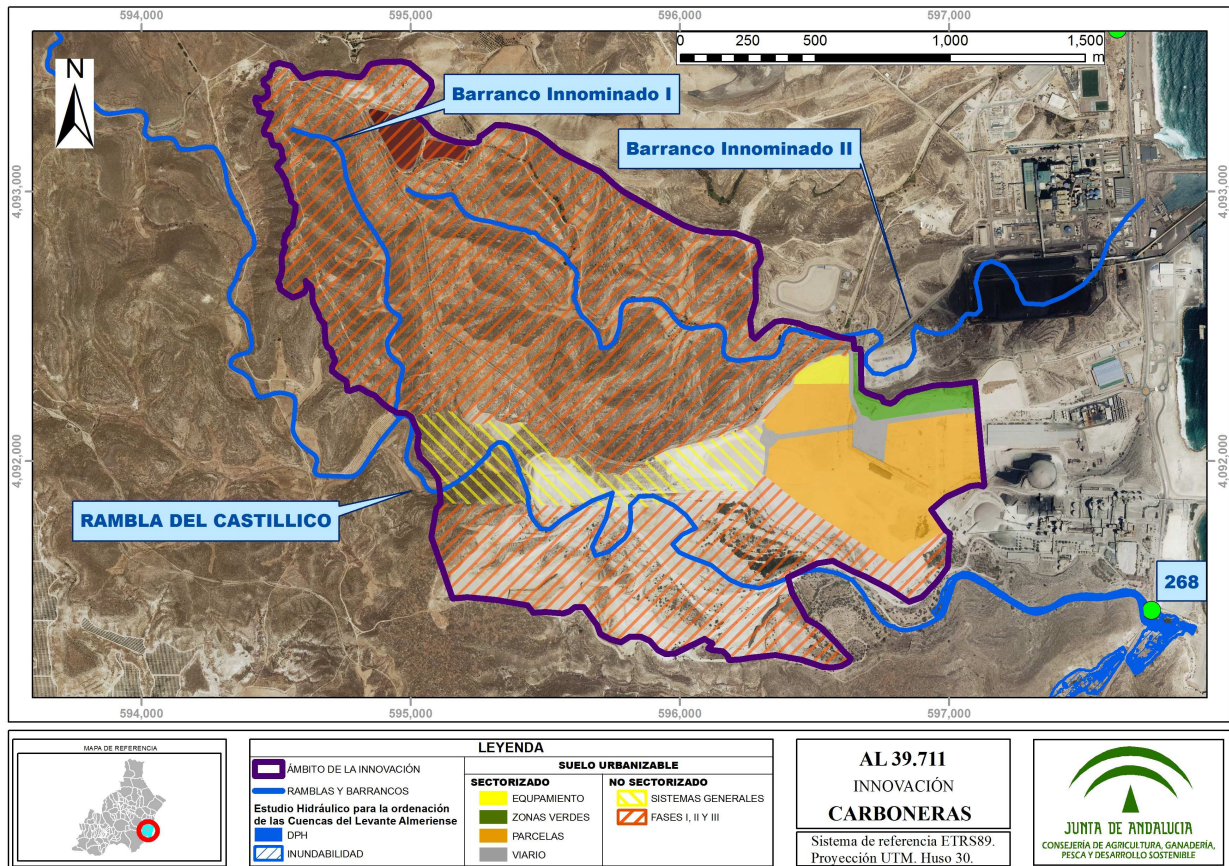 594,000
595,000
596,000
597,000
0 250 500 1,000 1,500
m
N
Barranco Innominado I
Barranco Innominado II
4,093,000
4,093,000
4,092,000
4,092,000
RAMBLA DEL CASTILLICO
268
594,000
595,000
596,000
597,000
MAPA DE REFERENCIA
LEYENDA
ÁMBITO DE LA INNOVACIÓN
RAMBLAS Y BARRANCOS
Estudio Hidráulico para la ordenación
de las Cuencas del Levante Almeriense
DPH
INUNDABILIDAD
SUELO URBANIZABLE
SECTORIZADO
EQUIPAMIENTO
ZONAS VERDES
PARCELAS
VIARIO
NO SECTORIZADO
SISTEMAS GENERALES
FASES I, II Y III
AL 39.711
INNOVACIÓN
CARBONERAS
Sistema de referencia ETRS89.
Proyección UTM. Huso 30.
JUNTA DE ANDALUCIA
CONSEJERÍA DE AGRICULTURA, GANADERÍA,
PESCA Y DESARROLLO SOSTENIBLE